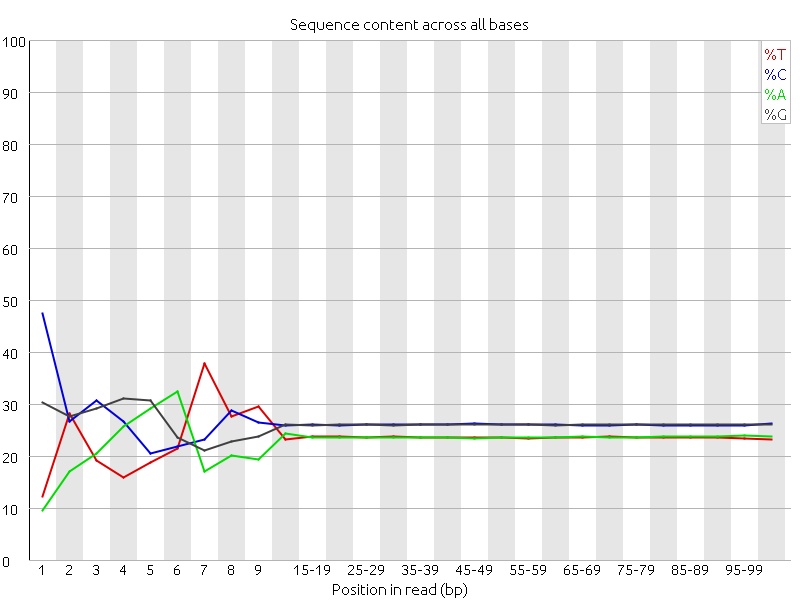 Sequence content across all bases
100
90
80
70
60
50
40
30
20
10
0
%T
%C
%A
%G
1 2 3 4 5 6 7 8 9 15-19 25-29 35-39 45-49 55-59 65-69 75-79 85-89 95-99
Position in read (bp)